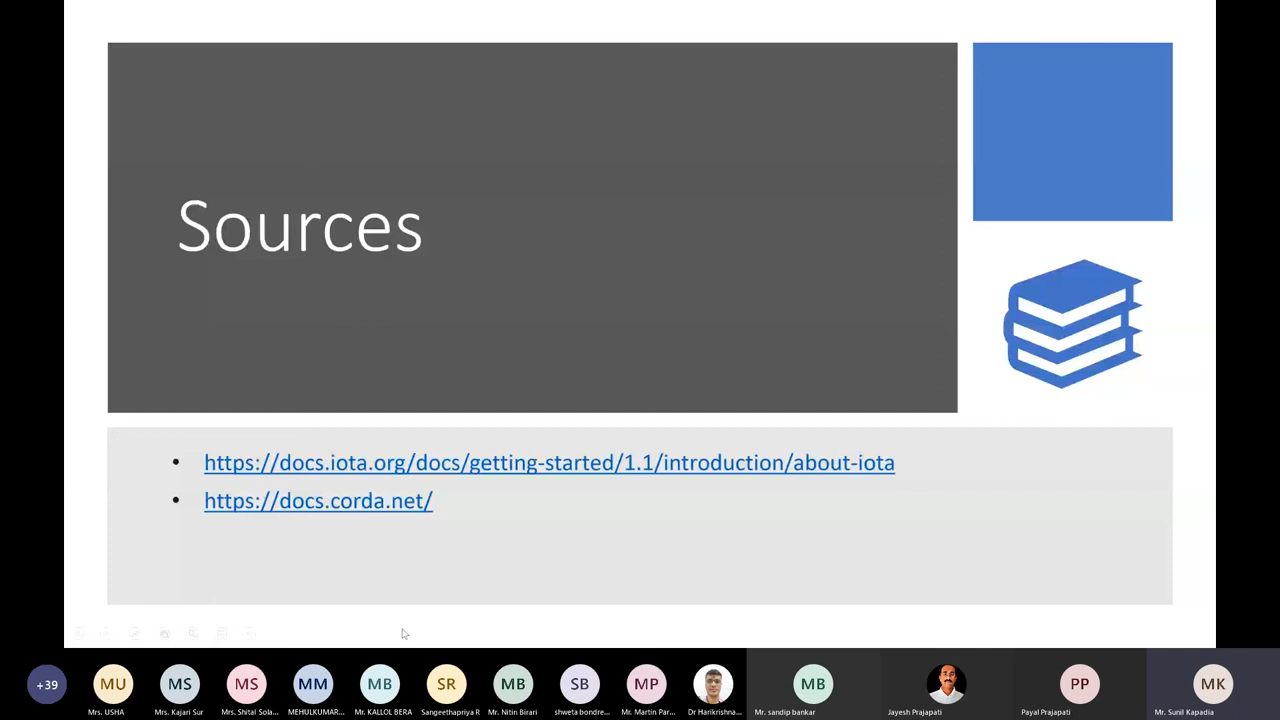 Sources
• https://docs.iota.org/docs/getting-started/1.1/introduction/about-iota
• https://docs.corda.net/
+39 MU MS MS MM MB SR MB SB MP MB PP MK
Mrs. USHA Mrs. Kajari Sur Mrs. Shital Sola... MEHULKUMAR... Mr. KALLOL BERA Sangeethapriya R Mr. Nitin Birari shweta bondre... Mr. Martin Par... Dr Harikrishna... Mr. sandip bankar Jayesh Prajapati Payal Prajapati Mr. Sunil Kapadia